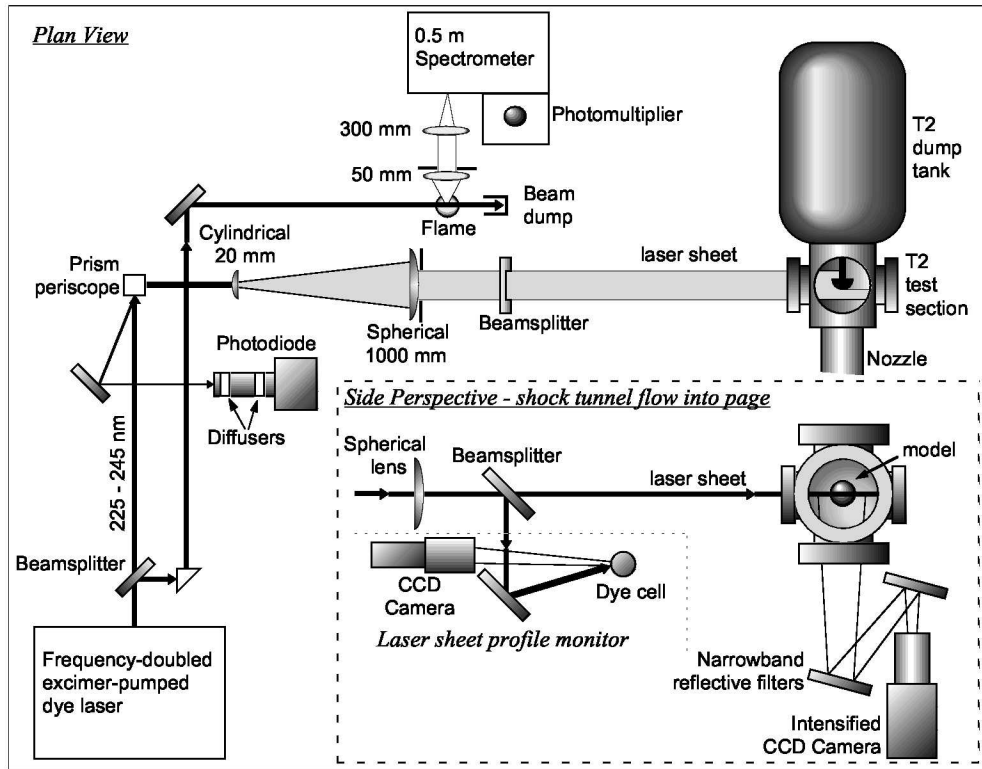 Plan View
0.5 m
Spectrometer
Photomultiplier
300 mm
50 mm
Flame
Beam
dump
T2
dump
tank
Cylindrical
20 mm
Prism
periscope
laser sheet
Beamsplitter
T2
test
section
Spherical
1000 mm
Nozzle
Photodiode
Diffusers
225 - 245 nm
Beamsplitter
Frequency-doubled
excimer-pumped
dye laser
Side Perspective - shock tunnel flow into page
Spherical
lens
Beamsplitter
laser sheet
model
CCD
Camera
Dye cell
Laser sheet profile monitor
Narrowband
reflective filters
Intensified
CCD Camera